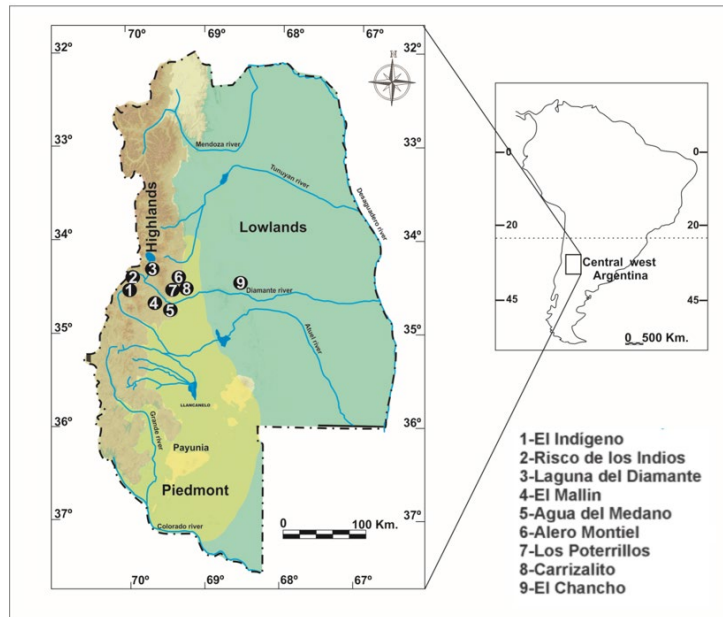 70º 69º 68º 67º
32º 32º
33º 33º
34º 34º
35º 35º
36º 36º
37º 37º
70º 69º 68º 67º
Mendoza river
Tunuyan river
Desaguadero river
Highlands
Lowlands
3
2 6 9
1 7 8
Diamante river
4
5
Atuel river
LLANCANELO
Grande river
Payunia
Piedmont
0 100 Km.
Colorado river
0 0
20 20
Central west
Argentina
45 45
0 500 Km.
1-El Indigeno
2-Risco de los Indios
3-Laguna del Diamante
4-El Mallin
5-Agua del Medano
6-Alero Montiel
7-Los Poterrillos
8-Carrizalito
9-El Chancho